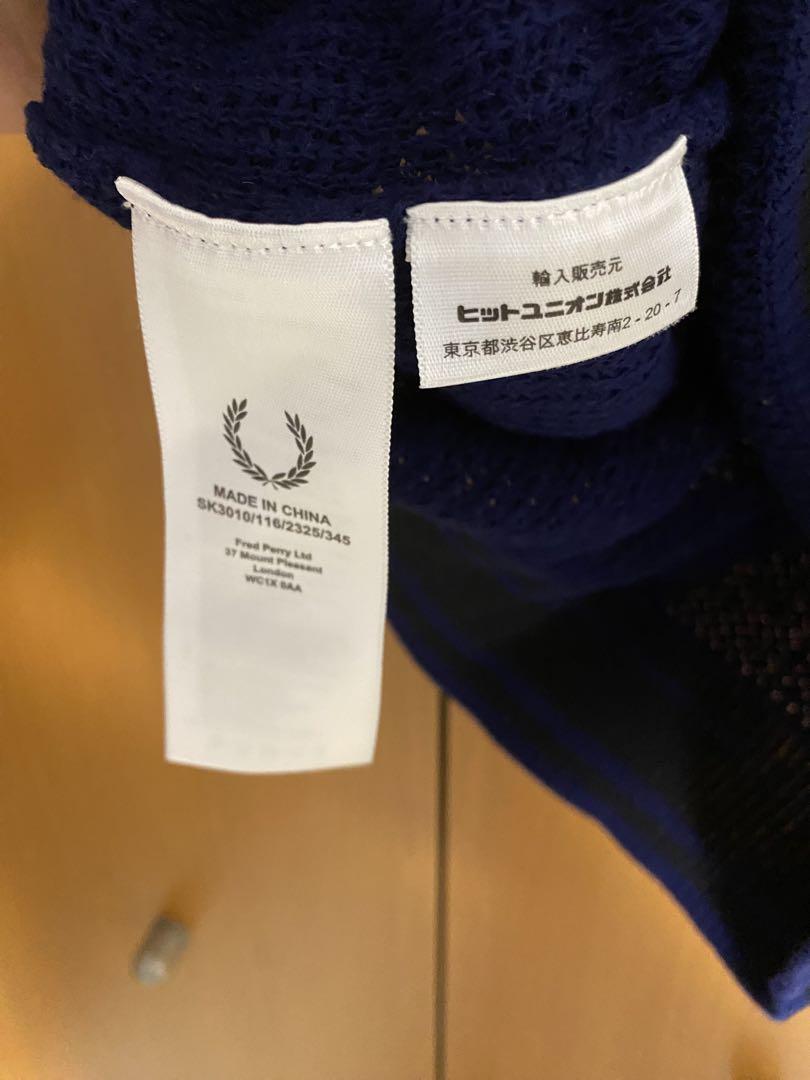 MADE IN CHINA
SK3010/116/2325/345
Fred Perry Ltd
37 Mount Pleasant
London
WC1X 0AA
輸入販売元
ヒットユニオン株式会社
東京都渋谷区恵比寿南2-20-7